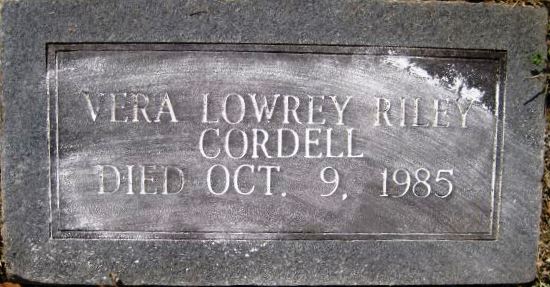 VERA LOWREY RILEY
CORDELL
DIED OCT. 9, 1985